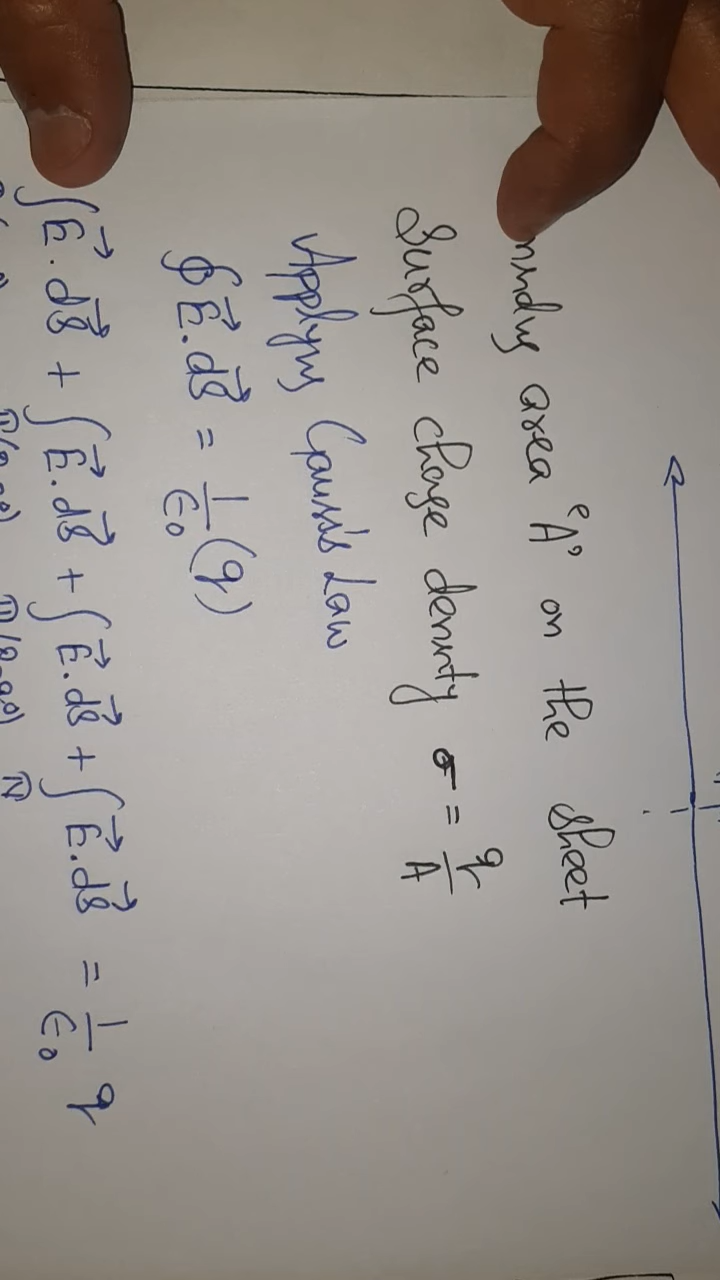 area 'A' on the sheet
Surface charge density σ = q/A
Applying Gauss's Law
∮ E⃗.dS⃗ = 1/ε₀ (q)
∫ E⃗.dS⃗ + ∫ E⃗.dS⃗ + ∫ E⃗.dS⃗ + ∫ E⃗.dS⃗ = 1/ε₀ q